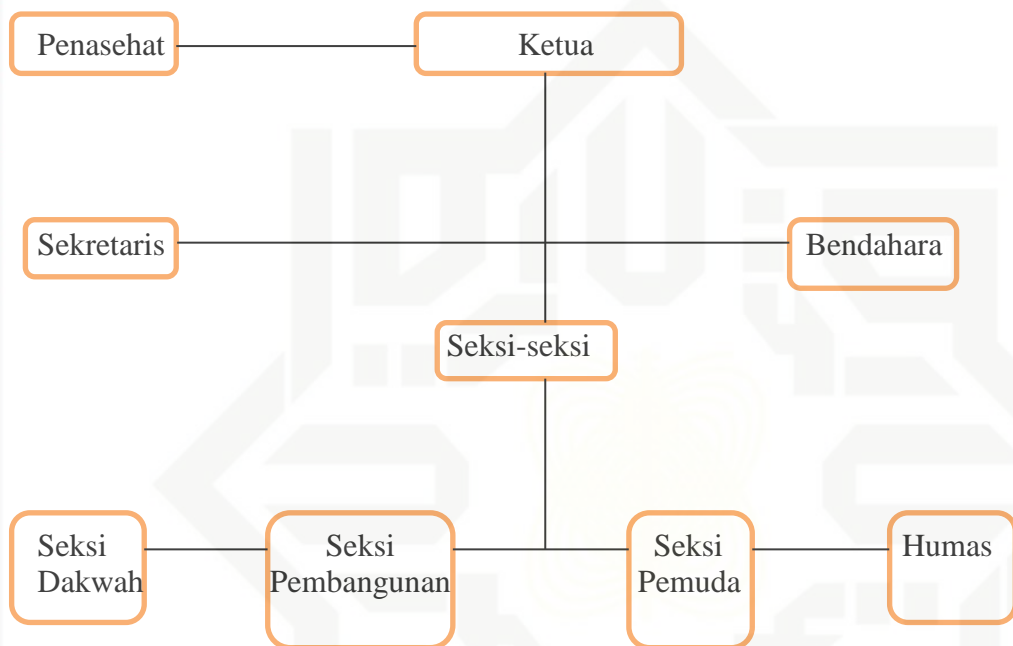 Penasehat
Ketua
Sekretaris
Bendahara
Seksi-seksi
Seksi
Dakwah
Seksi
Pembangunan
Seksi
Pemuda
Humas